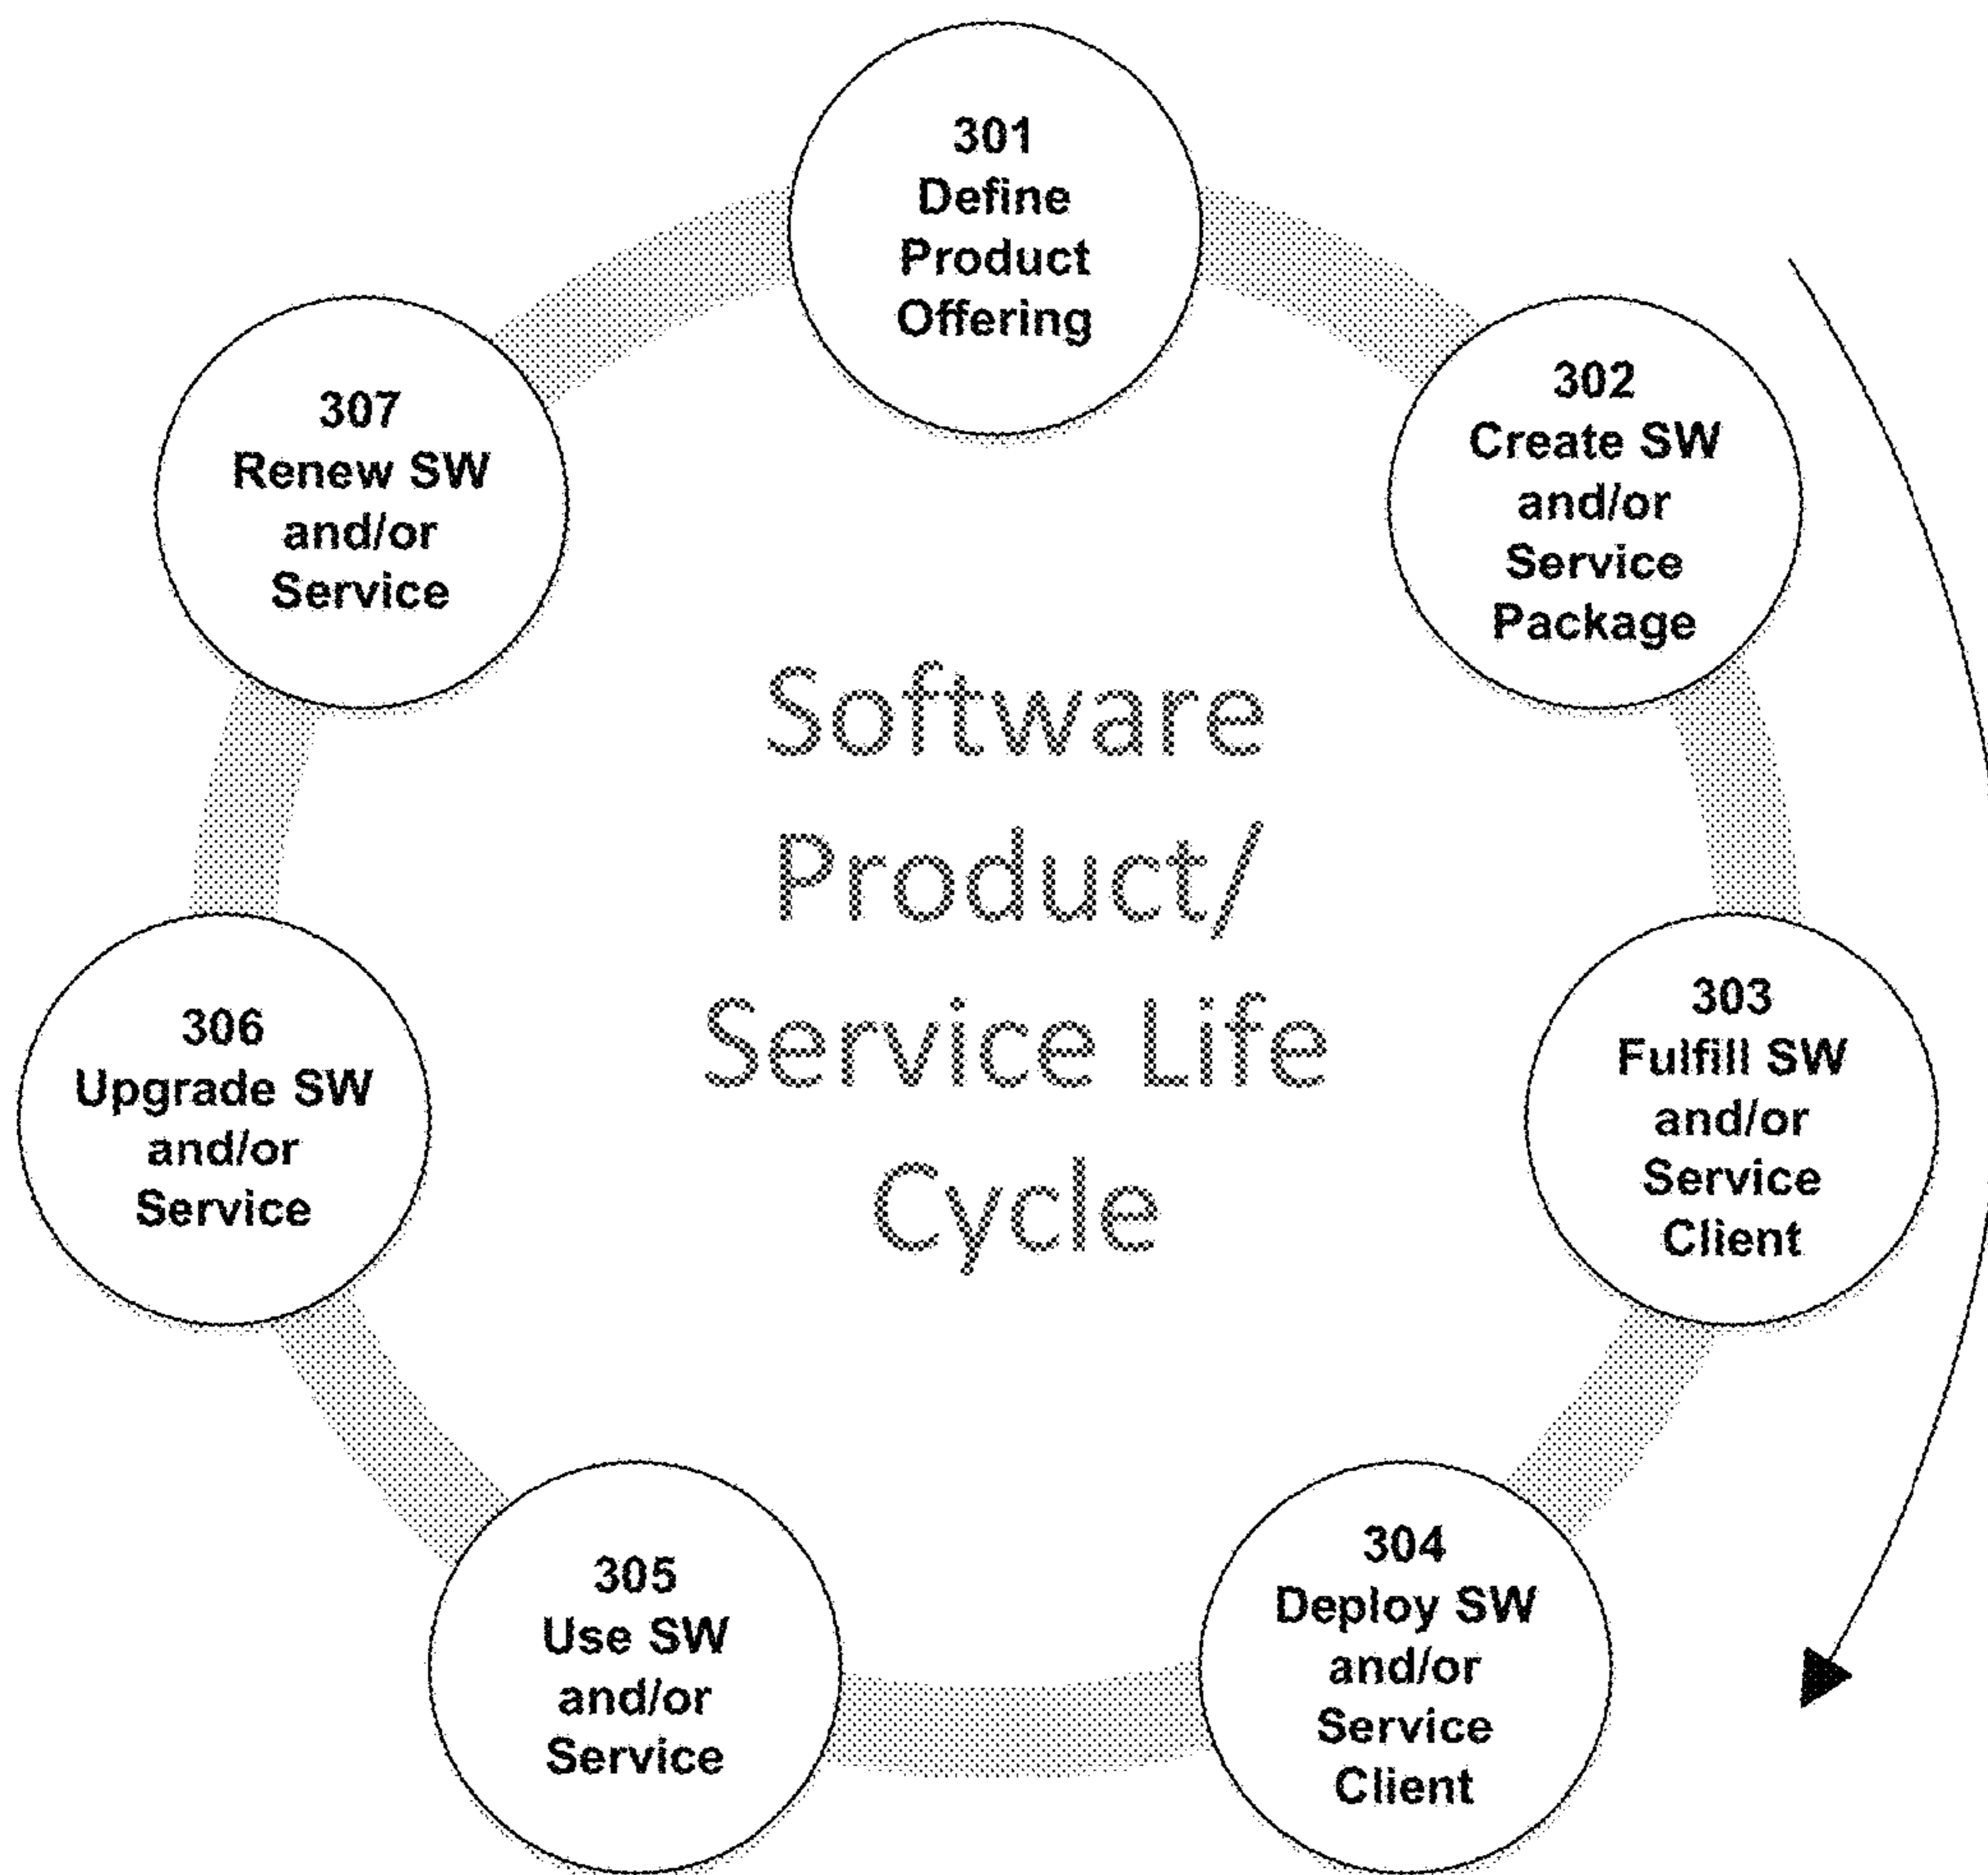 301
Define
Product
Offering
302
Create SW
and/or
Service
Package
303
Fulfill SW
and/or
Service
Client
304
Deploy SW
and/or
Service
Client
305
Use SW
and/or
Service
306
Upgrade SW
and/or
Service
307
Renew SW
and/or
Service
Software
Product/
Service Life
Cycle